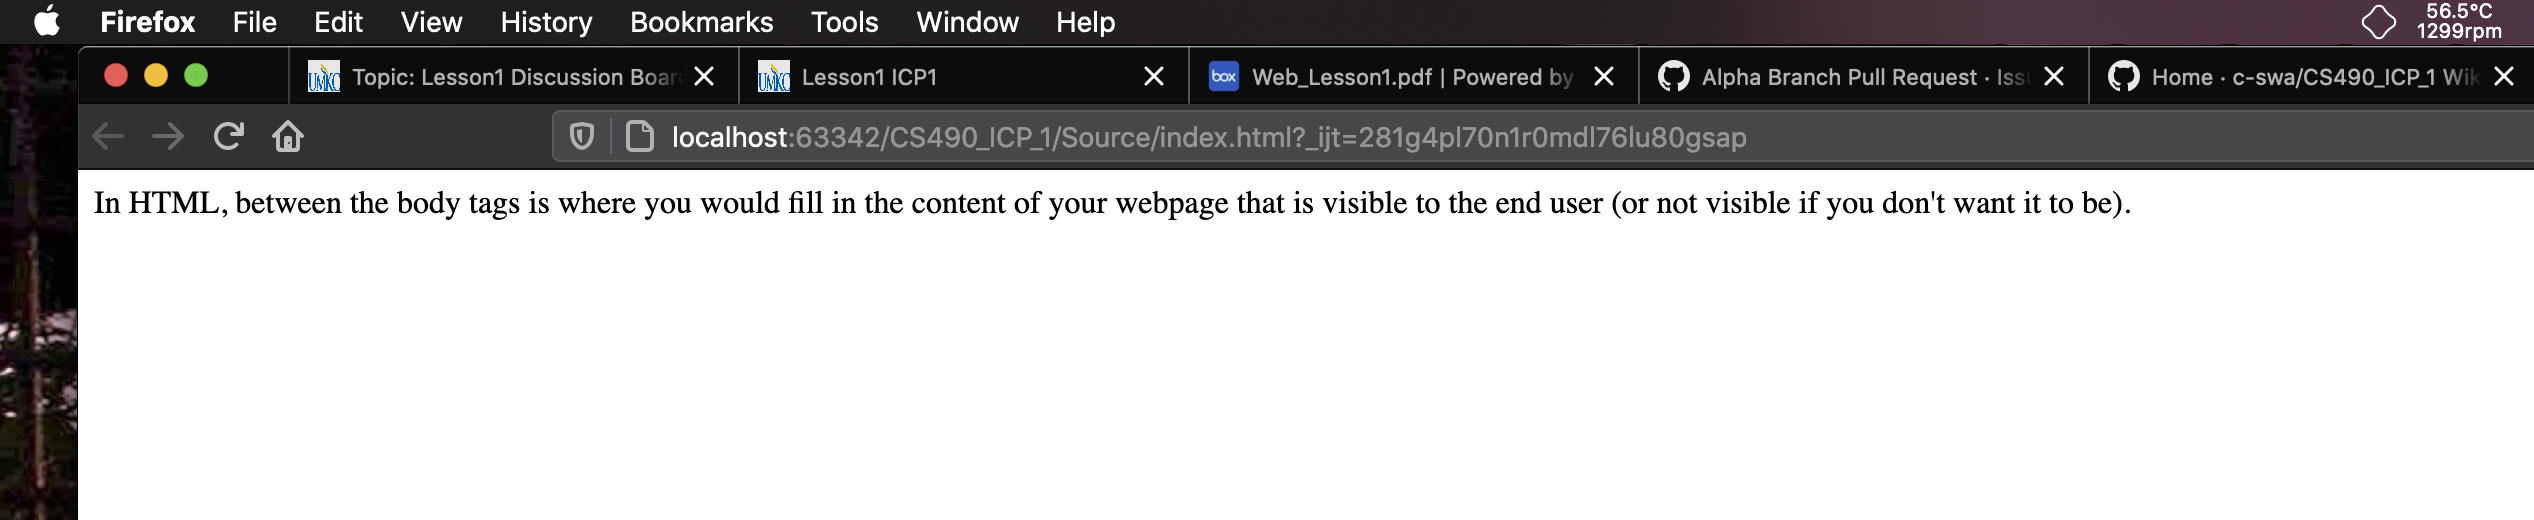 Firefox File Edit View History Bookmarks Tools Window Help
56.5°C
1299rpm
UMKC Topic: Lesson1 Discussion Boar UMKC Lesson1 ICP1 box Web_Lesson1.pdf | Powered by Alpha Branch Pull Request · Iss Home · c-swa/CS490_ICP_1 Wik
localhost:63342/CS490_ICP_1/Source/index.html?_ijt=281g4pl70n1r0mdl76lu80gsap
In HTML, between the body tags is where you would fill in the content of your webpage that is visible to the end user (or not visible if you don't want it to be).